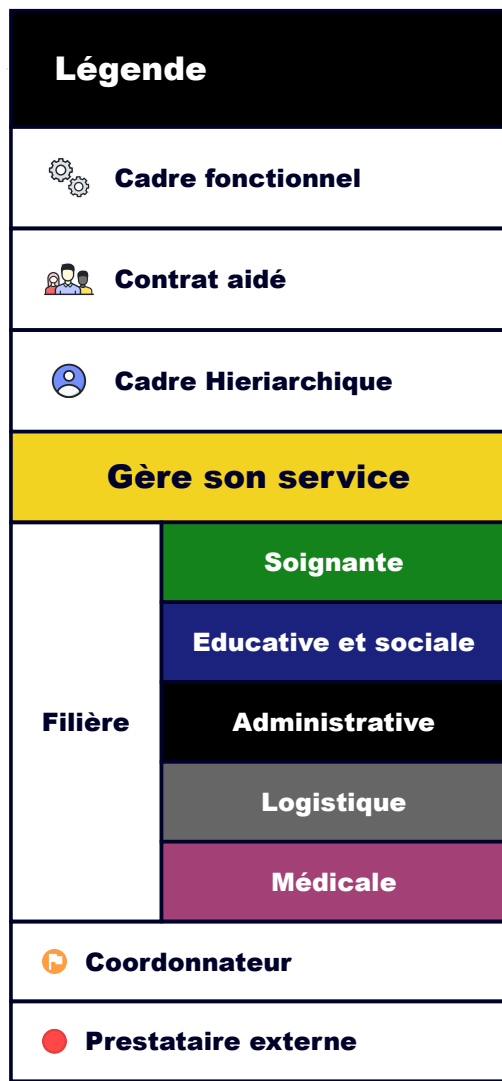 Légende
Cadre fonctionnel
Contrat aidé
Cadre Hieriarchique
Gère son service
Filière
Soignante
Educative et sociale
Administrative
Logistique
Médicale
Coordonnateur
Prestataire externe